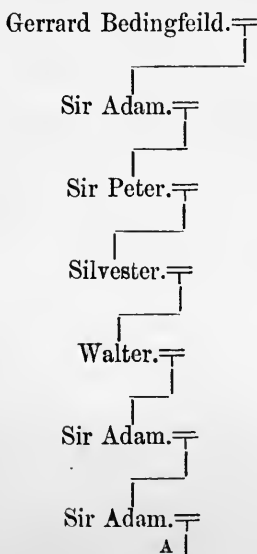 Gerrard Bedingfeild.
Sir Adam.
Sir Peter.
Silvester.
Walter.
Sir Adam.
Sir Adam.
A